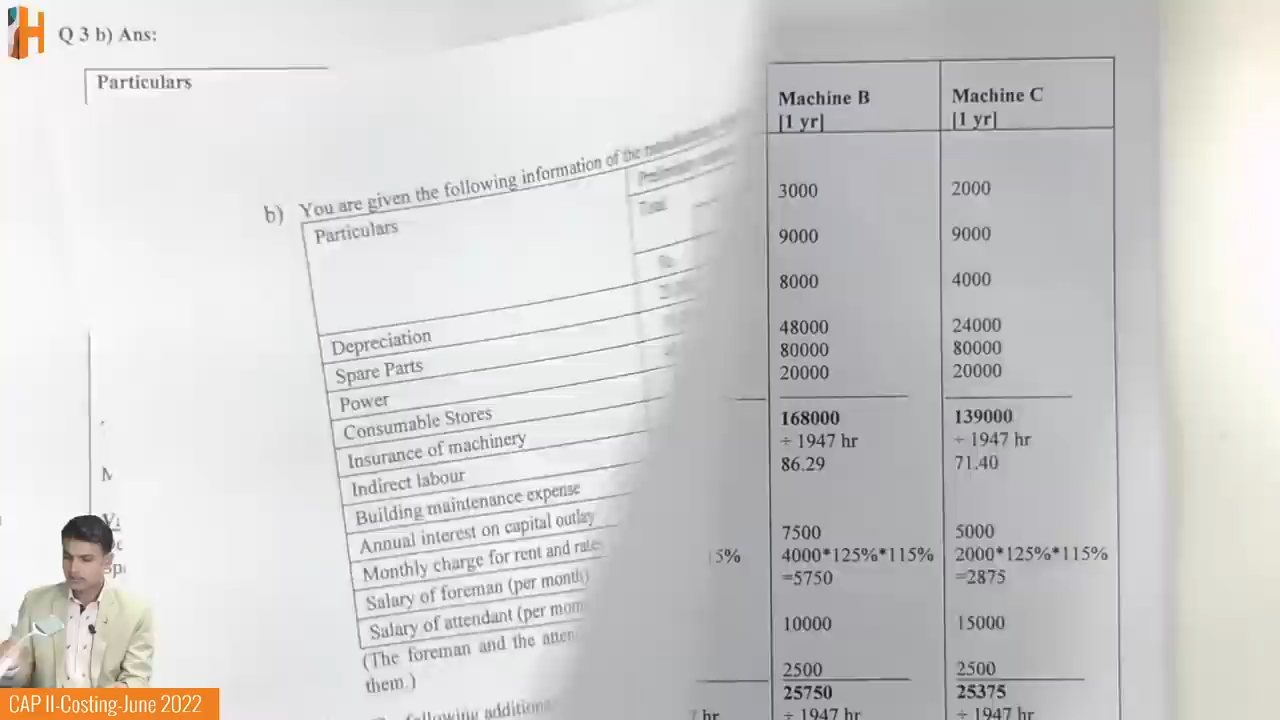 Q 3 b) Ans:
Particulars
Machine B
[1 yr]
Machine C
[1 yr]
b) You are given the following information of the
Particulars
Total
Depreciation
Spare Parts
Power
Consumable Stores
Insurance of machinery
Indirect labour
Building maintenance expense
Annual interest on capital outlay
Monthly charge for rent and rates
Salary of foreman (per month)
Salary of attendant (per mon
(The foreman and the atten
them.)
following additiona
3000 2000
9000 9000
8000 4000
48000 24000
80000 80000
20000 20000
168000 139000
÷ 1947 hr ÷ 1947 hr
86.29 71.40
7500 5000
5% 4000*125%*115% 2000*125%*115%
=5750 =2875
10000 15000
2500 2500
25750 25375
hr ÷ 1947 hr ÷ 1947 hr
H
CAP II-Costing-June 2022